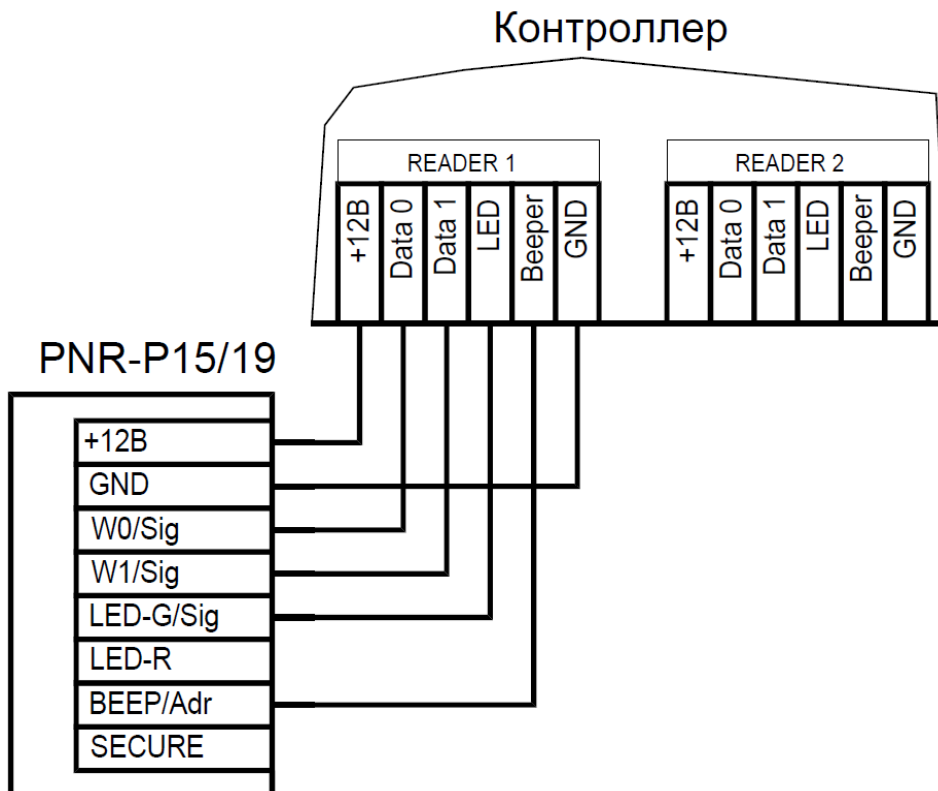 Контроллер
READER 1
READER 2
+12В
Data 0
Data 1
LED
Beeper
GND
+12В
Data 0
Data 1
LED
Beeper
GND
PNR-P15/19
+12В
GND
W0/Sig
W1/Sig
LED-G/Sig
LED-R
BEEP/Adr
SECURE